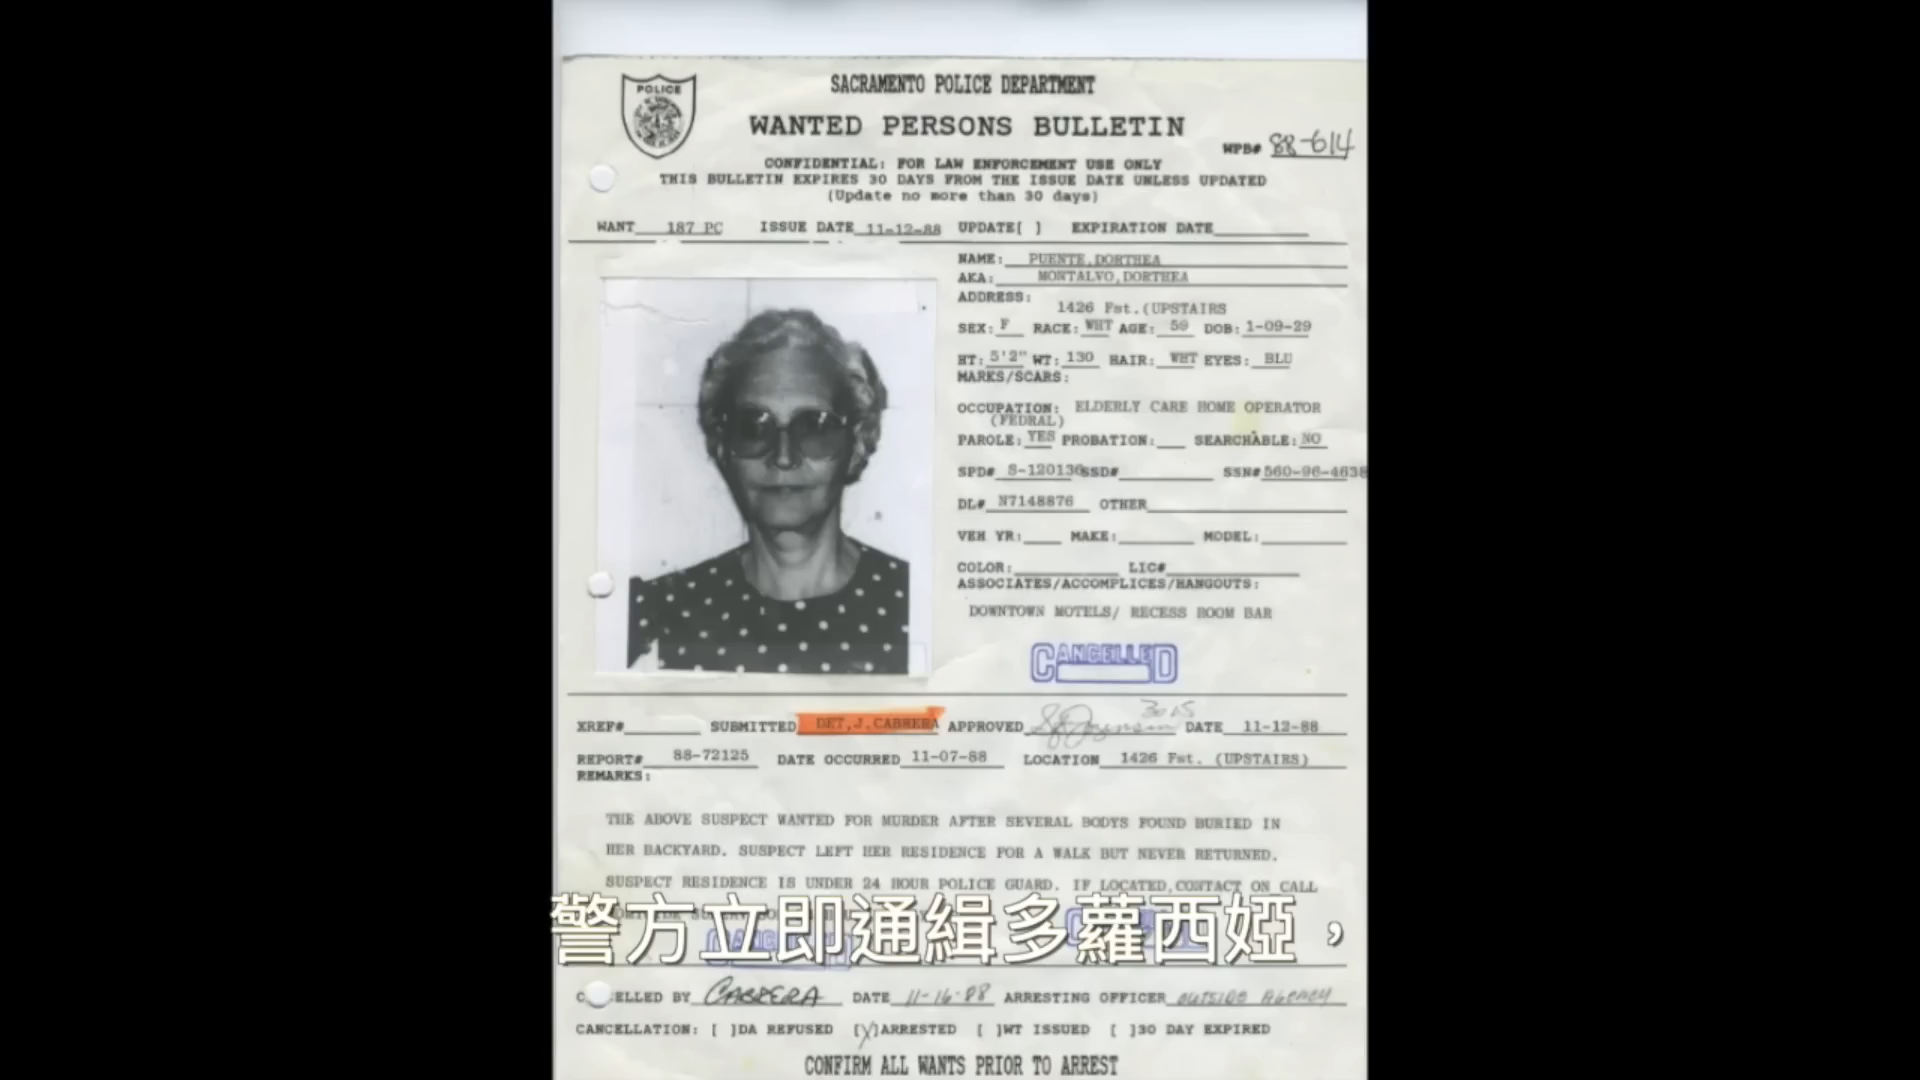 POLICE
SACRAMENTO POLICE DEPARTMENT
WANTED PERSONS BULLETIN
WPB# 88-614
CONFIDENTIAL: FOR LAW ENFORCEMENT USE ONLY
THIS BULLETIN EXPIRES 30 DAYS FROM THE ISSUE DATE UNLESS UPDATED
(Update no more than 30 days)
WANT 187 PC ISSUE DATE 11-12-88 UPDATE[ ] EXPIRATION DATE
NAME: PUENTE,DORTHEA
AKA: MONTALVO,DORTHEA
ADDRESS:
1426 Fst.(UPSTAIRS
SEX: F RACE: WHT AGE: 59 DOB: 1-09-29
HT: 5'2" WT: 130 HAIR: WHT EYES: BLU
MARKS/SCARS:
OCCUPATION: ELDERLY CARE HOME OPERATOR
(FEDRAL)
PAROLE: YES PROBATION: SEARCHABLE: NO
SPD# S-120136 SSD# SSN# 560-96-4638
DL# N7148876 OTHER
VEH YR: MAKE: MODEL:
COLOR: LIC#
ASSOCIATES/ACCOMPLICES/HANGOUTS:
DOWNTOWN MOTELS/ RECESS ROOM BAR
CANCELLED
XREF# SUBMITTED DET,J.CABRERA APPROVED DATE 11-12-88
REPORT# 88-72125 DATE OCCURRED 11-07-88 LOCATION 1426 Fst. (UPSTAIRS)
REMARKS:
THE ABOVE SUSPECT WANTED FOR MURDER AFTER SEVERAL BODYS FOUND BURIED IN
HER BACKYARD. SUSPECT LEFT HER RESIDENCE FOR A WALK BUT NEVER RETURNED.
SUSPECT RESIDENCE IS UNDER 24 HOUR POLICE GUARD. IF LOCATED,CONTACT ON CALL
警方立即通緝多蘿西婭，
BY CABRERA DATE 11-16-88 ARRESTING OFFICER OUTSIDE AGENCY
CANCELLATION: [ ]DA REFUSED [X]ARRESTED [ ]WT ISSUED [ ]30 DAY EXPIRED
CONFIRM ALL WANTS PRIOR TO ARREST